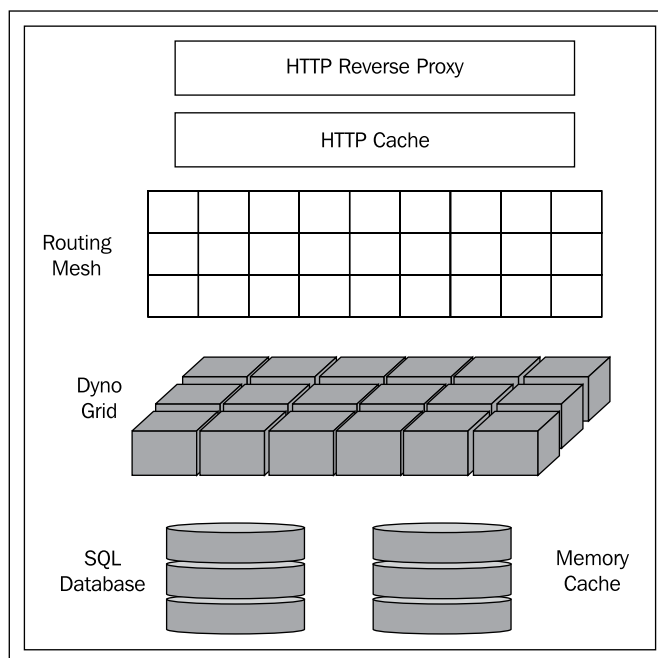 HTTP Reverse Proxy
HTTP Cache
Routing
Mesh
Dyno
Grid
SQL
Database
Memory
Cache